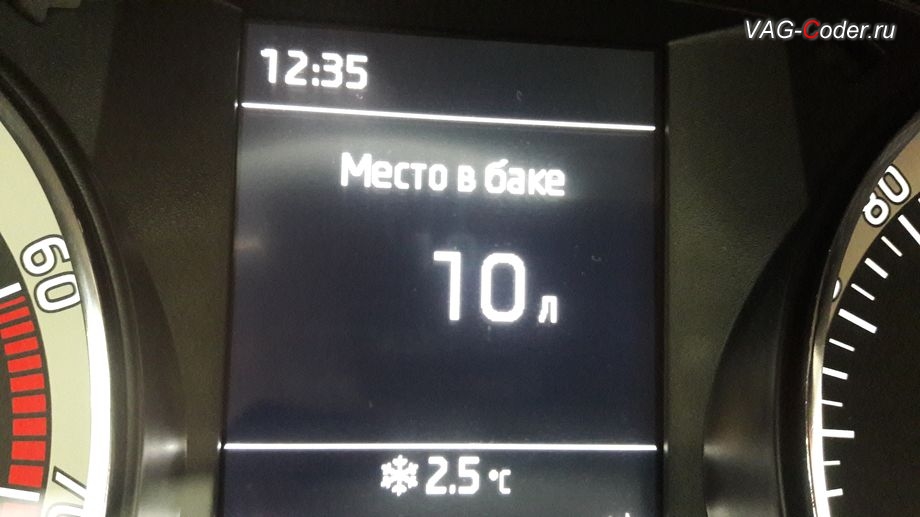 VAG-Coder.ru
12:35
Место в баке
10 л
2.5 °C
60
80